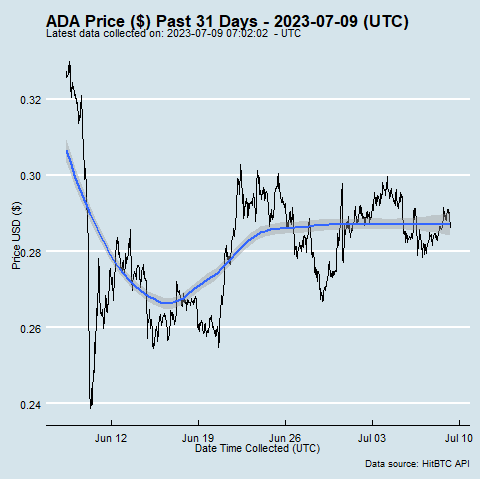 ADA Price ($) Past 31 Days - 2023-07-09 (UTC)
Latest data collected on: 2023-07-09 07:02:02 - UTC
0.32
0.30
0.28
0.26
0.24
Price USD ($)
Jun 12 Jun 19 Jun 26 Jul 03 Jul 10
Date Time Collected (UTC)
Data source: HitBTC API